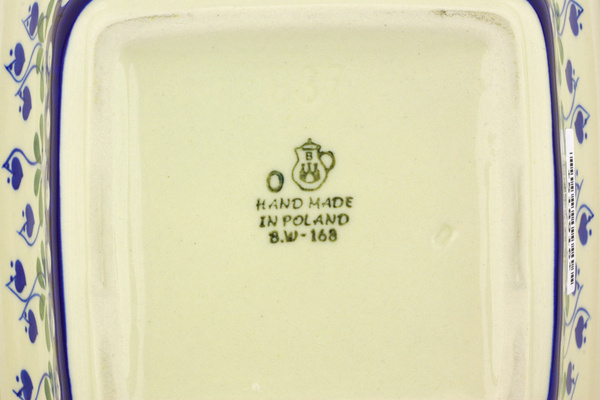 B
HAND MADE
IN POLAND
B.W-168